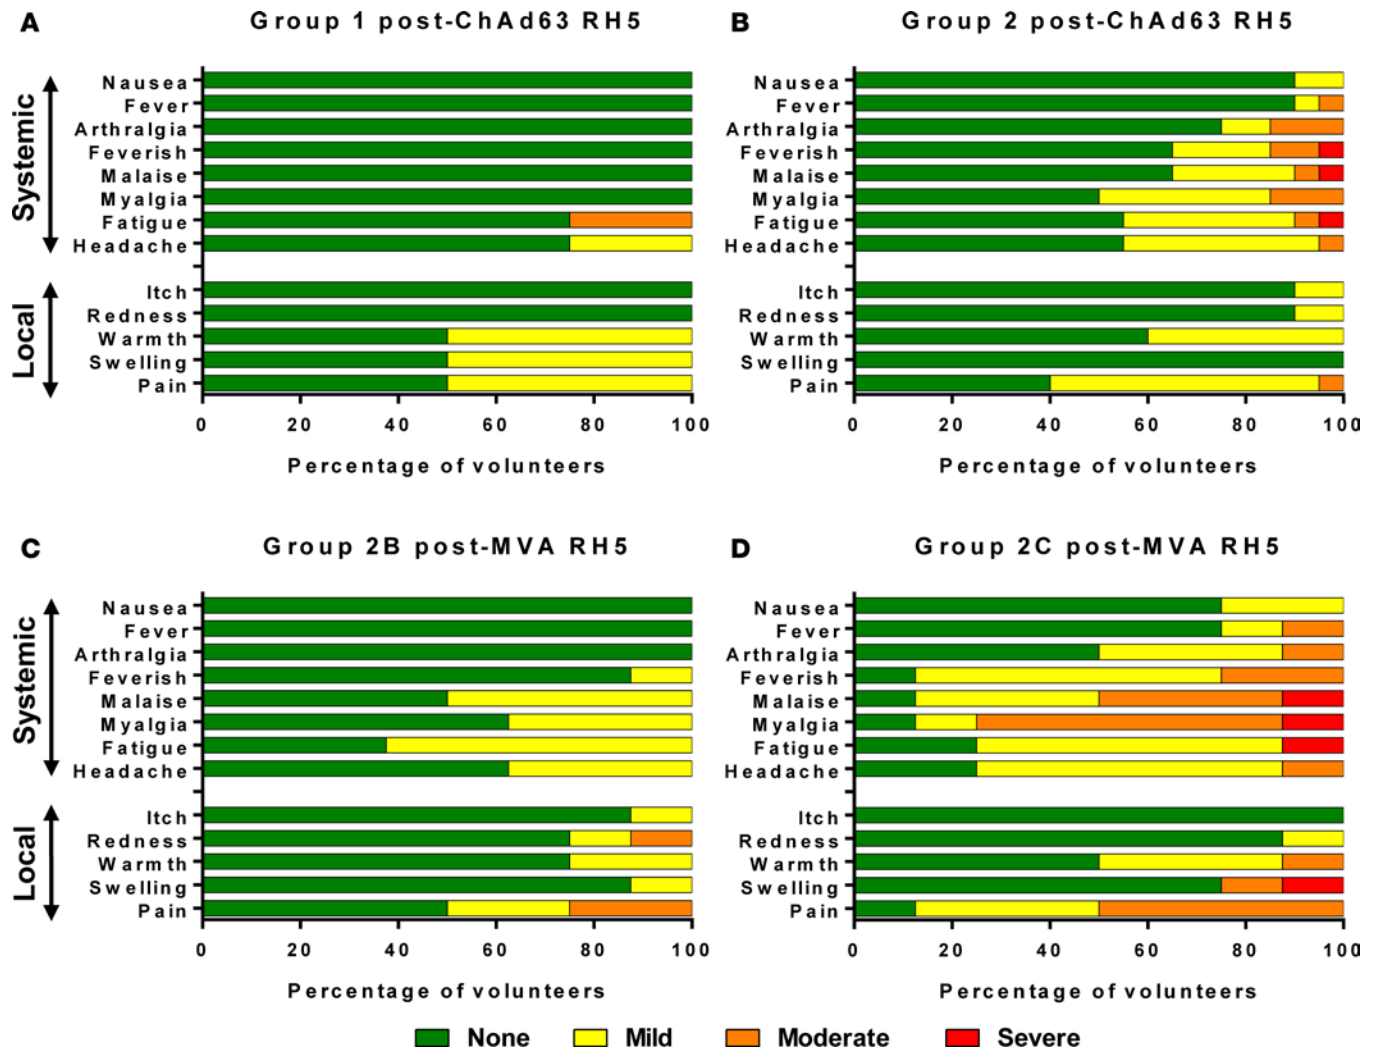 A
Group 1 post-ChAd63 RH5
Systemic
Nausea
Fever
Arthralgia
Feverish
Malaise
Myalgia
Fatigue
Headache
Local
Itch
Redness
Warmth
Swelling
Pain
0 20 40 60 80 100
Percentage of volunteers
B
Group 2 post-ChAd63 RH5
Nausea
Fever
Arthralgia
Feverish
Malaise
Myalgia
Fatigue
Headache
Itch
Redness
Warmth
Swelling
Pain
0 20 40 60 80 100
Percentage of volunteers
C
Group 2B post-MVA RH5
Systemic
Nausea
Fever
Arthralgia
Feverish
Malaise
Myalgia
Fatigue
Headache
Local
Itch
Redness
Warmth
Swelling
Pain
0 20 40 60 80 100
Percentage of volunteers
D
Group 2C post-MVA RH5
Nausea
Fever
Arthralgia
Feverish
Malaise
Myalgia
Fatigue
Headache
Itch
Redness
Warmth
Swelling
Pain
0 20 40 60 80 100
Percentage of volunteers
None Mild Moderate Severe